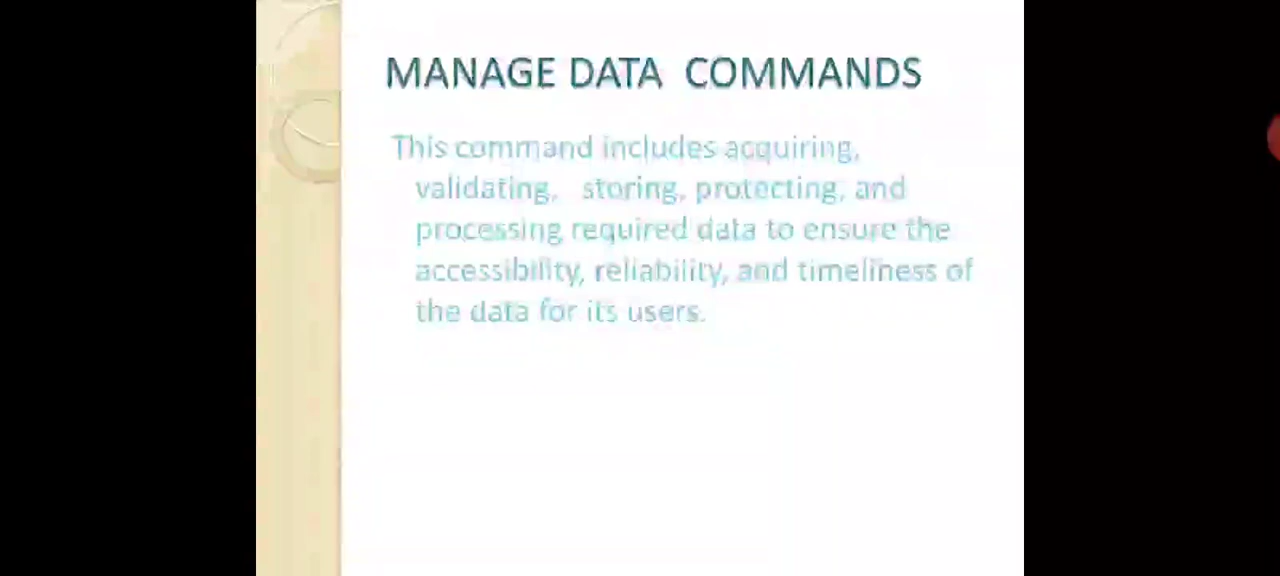 MANAGE DATA COMMANDS
This command includes acquiring,
validating, storing, protecting, and
processing required data to ensure the
accessibility, reliability, and timeliness of
the data for its users.